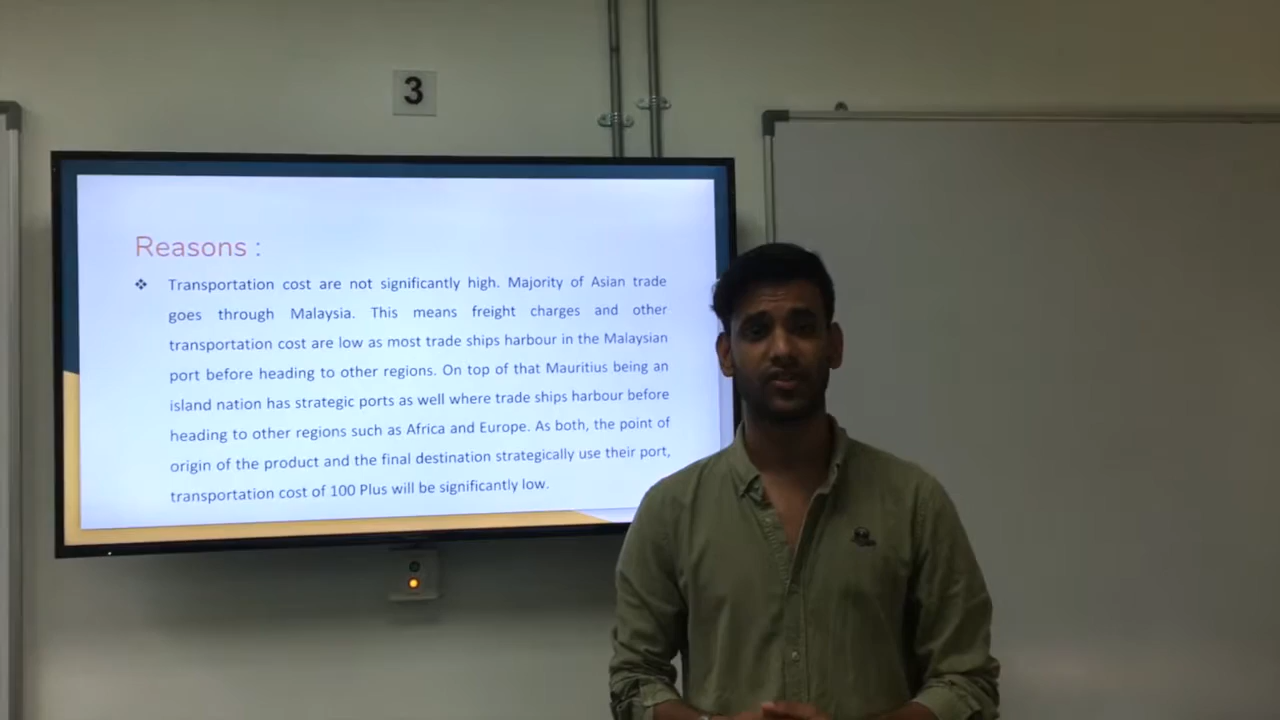 3
Reasons :
❖ Transportation cost are not significantly high. Majority of Asian trade
goes through Malaysia. This means freight charges and other
transportation cost are low as most trade ships harbour in the Malaysian
port before heading to other regions. On top of that Mauritius being an
island nation has strategic ports as well where trade ships harbour before
heading to other regions such as Africa and Europe. As both, the point of
origin of the product and the final destination strategically use their port,
transportation cost of 100 Plus will be significantly low.